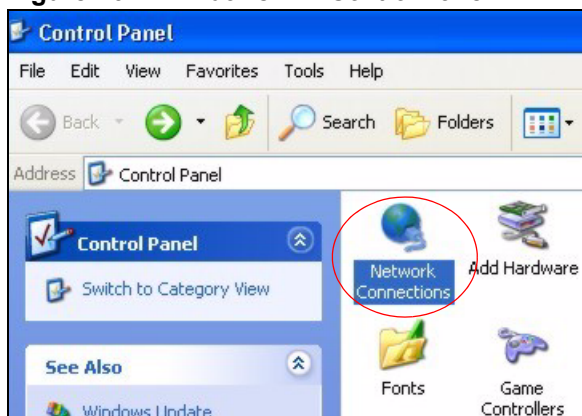 Control Panel
File Edit View Favorites Tools Help
Back Search Folders
Address Control Panel
Control Panel
Switch to Category View
See Also
Windows Update
Network Connections
Add Hardware
Fonts
Game Controllers